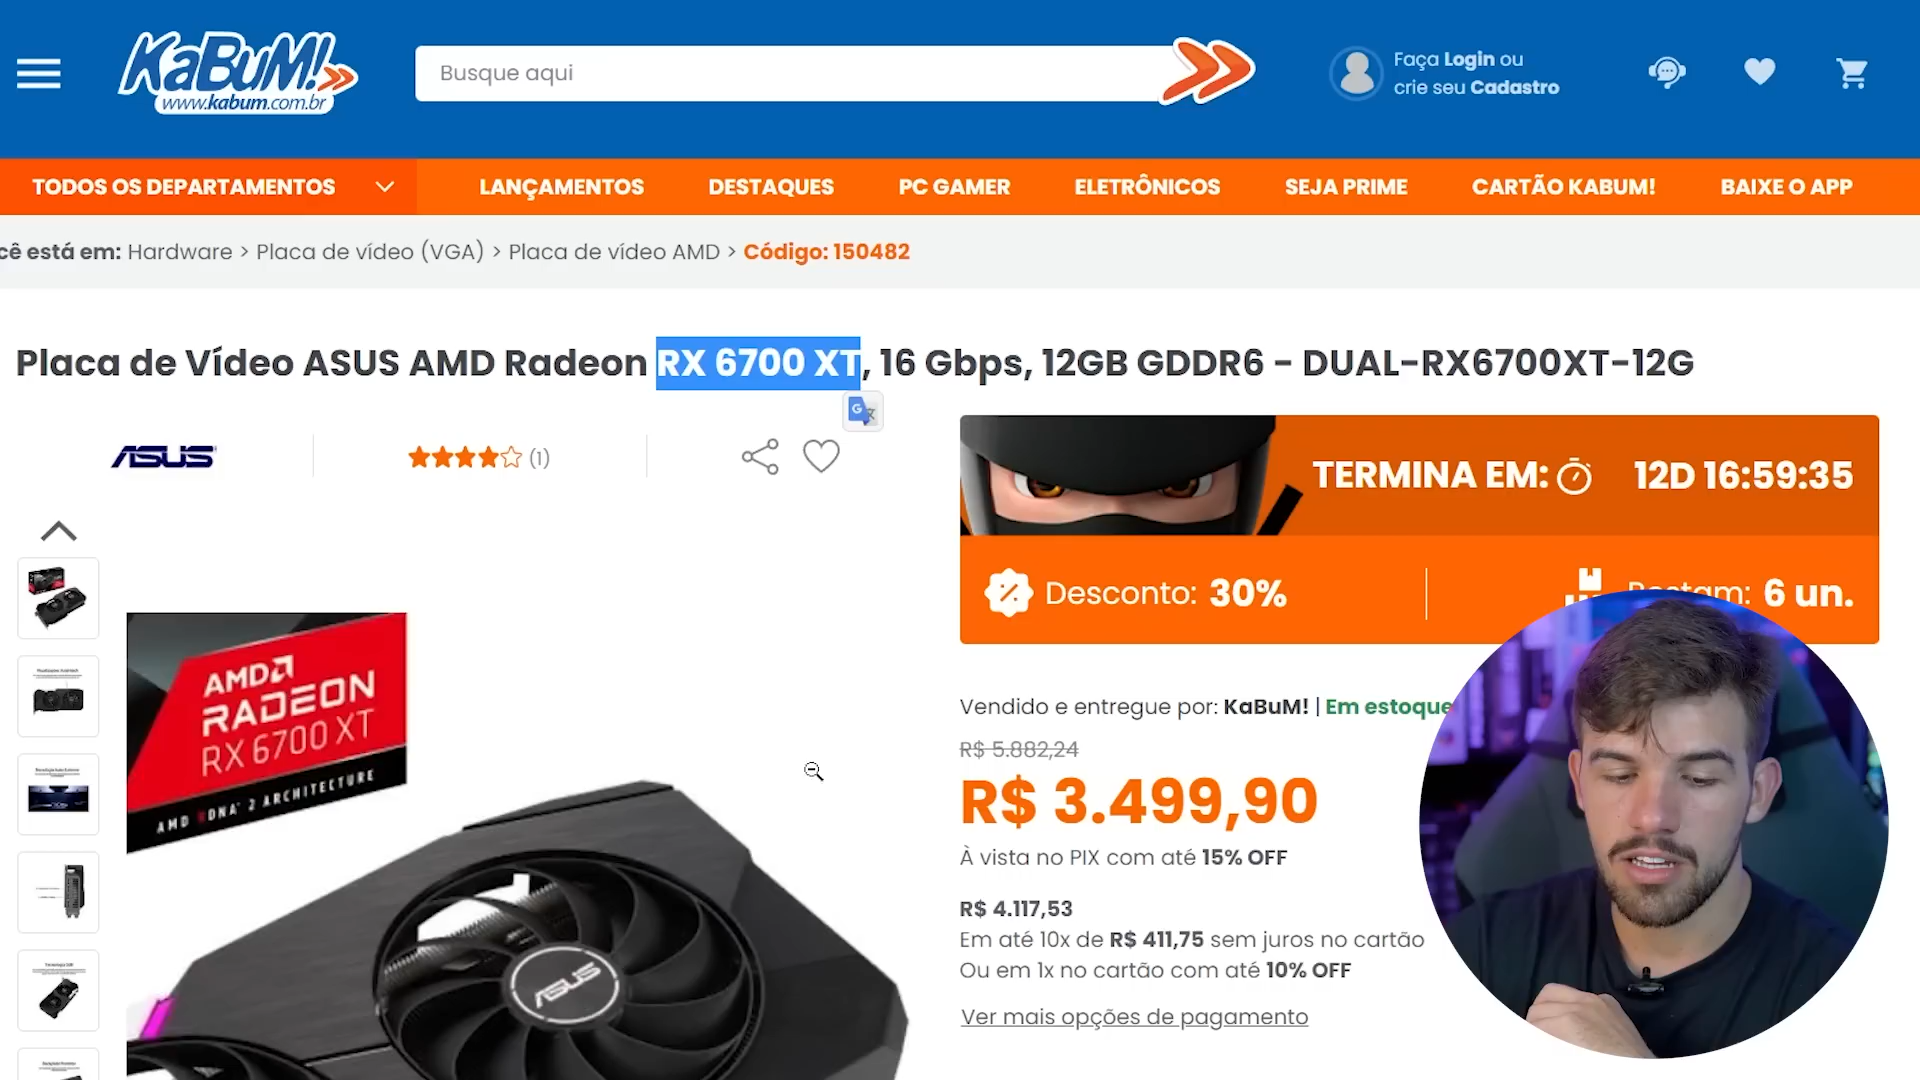 KaBuM!
www.kabum.com.br
Busque aqui
Faça Login ou
crie seu Cadastro
TODOS OS DEPARTAMENTOS
LANÇAMENTOS
DESTAQUES
PC GAMER
ELETRÔNICOS
SEJA PRIME
CARTÃO KABUM!
BAIXE O APP
cê está em: Hardware > Placa de vídeo (VGA) > Placa de vídeo AMD > Código: 150482
Placa de Vídeo ASUS AMD Radeon RX 6700 XT, 16 Gbps, 12GB GDDR6 - DUAL-RX6700XT-12G
ASUS
(1)
TERMINA EM: 12D 16:59:35
Desconto: 30%
Restam: 6 un.
AMD
RADEON
RX 6700 XT
AMD RDNA 2 ARCHITECTURE
ASUS
Vendido e entregue por: KaBuM! | Em estoque
R$ 5.882,24
R$ 3.499,90
À vista no PIX com até 15% OFF
R$ 4.117,53
Em até 10x de R$ 411,75 sem juros no cartão
Ou em 1x no cartão com até 10% OFF
Ver mais opções de pagamento